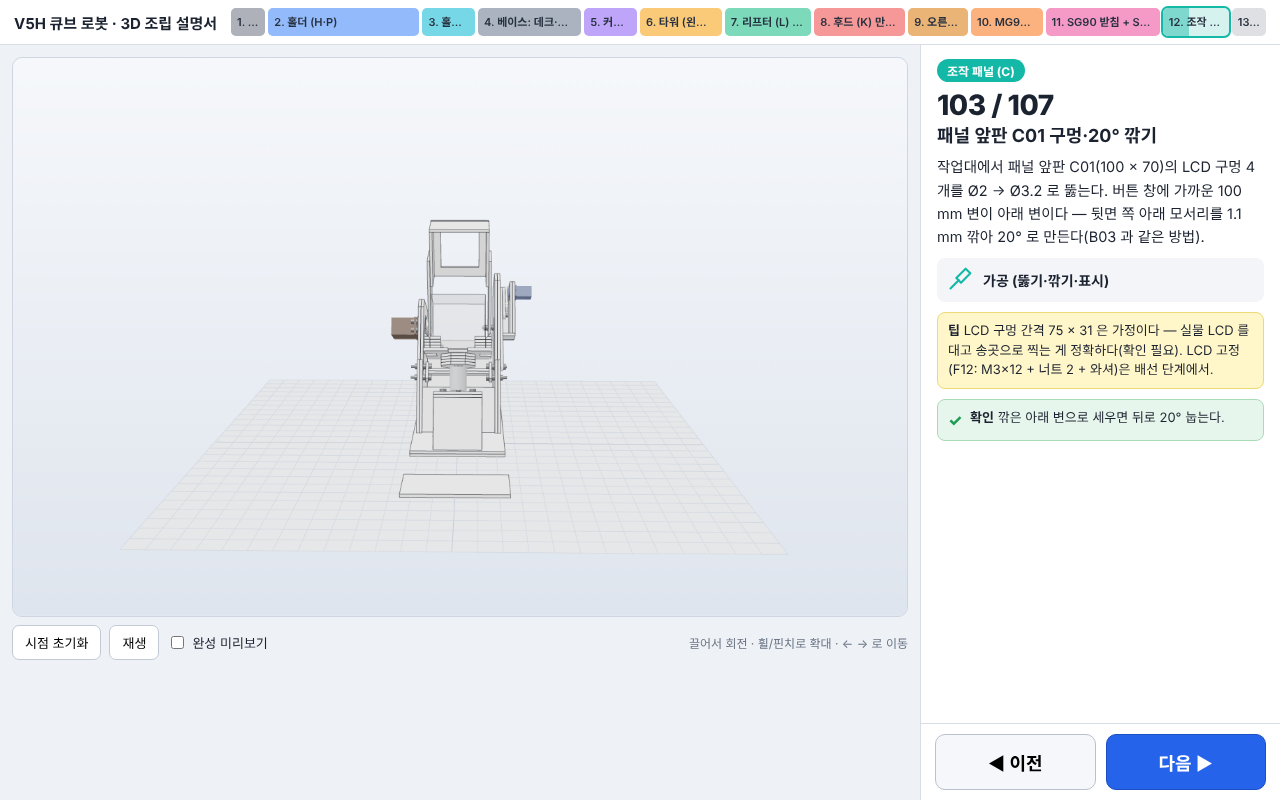 V5H 큐브 로봇 · 3D 조립 설명서
1. ...
2. 홀더 (H·P)
3. 홀...
4. 베이스: 데크·...
5. 커...
6. 타워 (왼...
7. 리프터 (L) ...
8. 후드 (K) 만...
9. 오른...
10. MG9...
11. SG90 받침 + S...
12. 조작 ...
13...
조작 패널 (C)
103 / 107
패널 앞판 C01 구멍·20° 깎기
작업대에서 패널 앞판 C01(100 × 70)의 LCD 구멍 4
개를 Ø2 → Ø3.2 로 뚫는다. 버튼 창에 가까운 100
mm 변이 아래 변이다 — 뒷면 쪽 아래 모서리를 1.1
mm 깎아 20° 로 만든다(B03 과 같은 방법).
가공 (뚫기·깎기·표시)
팁 LCD 구멍 간격 75 × 31 은 가정이다 — 실물 LCD 를
대고 송곳으로 찍는 게 정확하다(확인 필요). LCD 고정
(F12: M3×12 + 너트 2 + 와셔)은 배선 단계에서.
확인 깎은 아래 변으로 세우면 뒤로 20° 눕는다.
시점 초기화
재생
완성 미리보기
끌어서 회전 · 휠/핀치로 확대 · ← → 로 이동
◀ 이전
다음 ▶